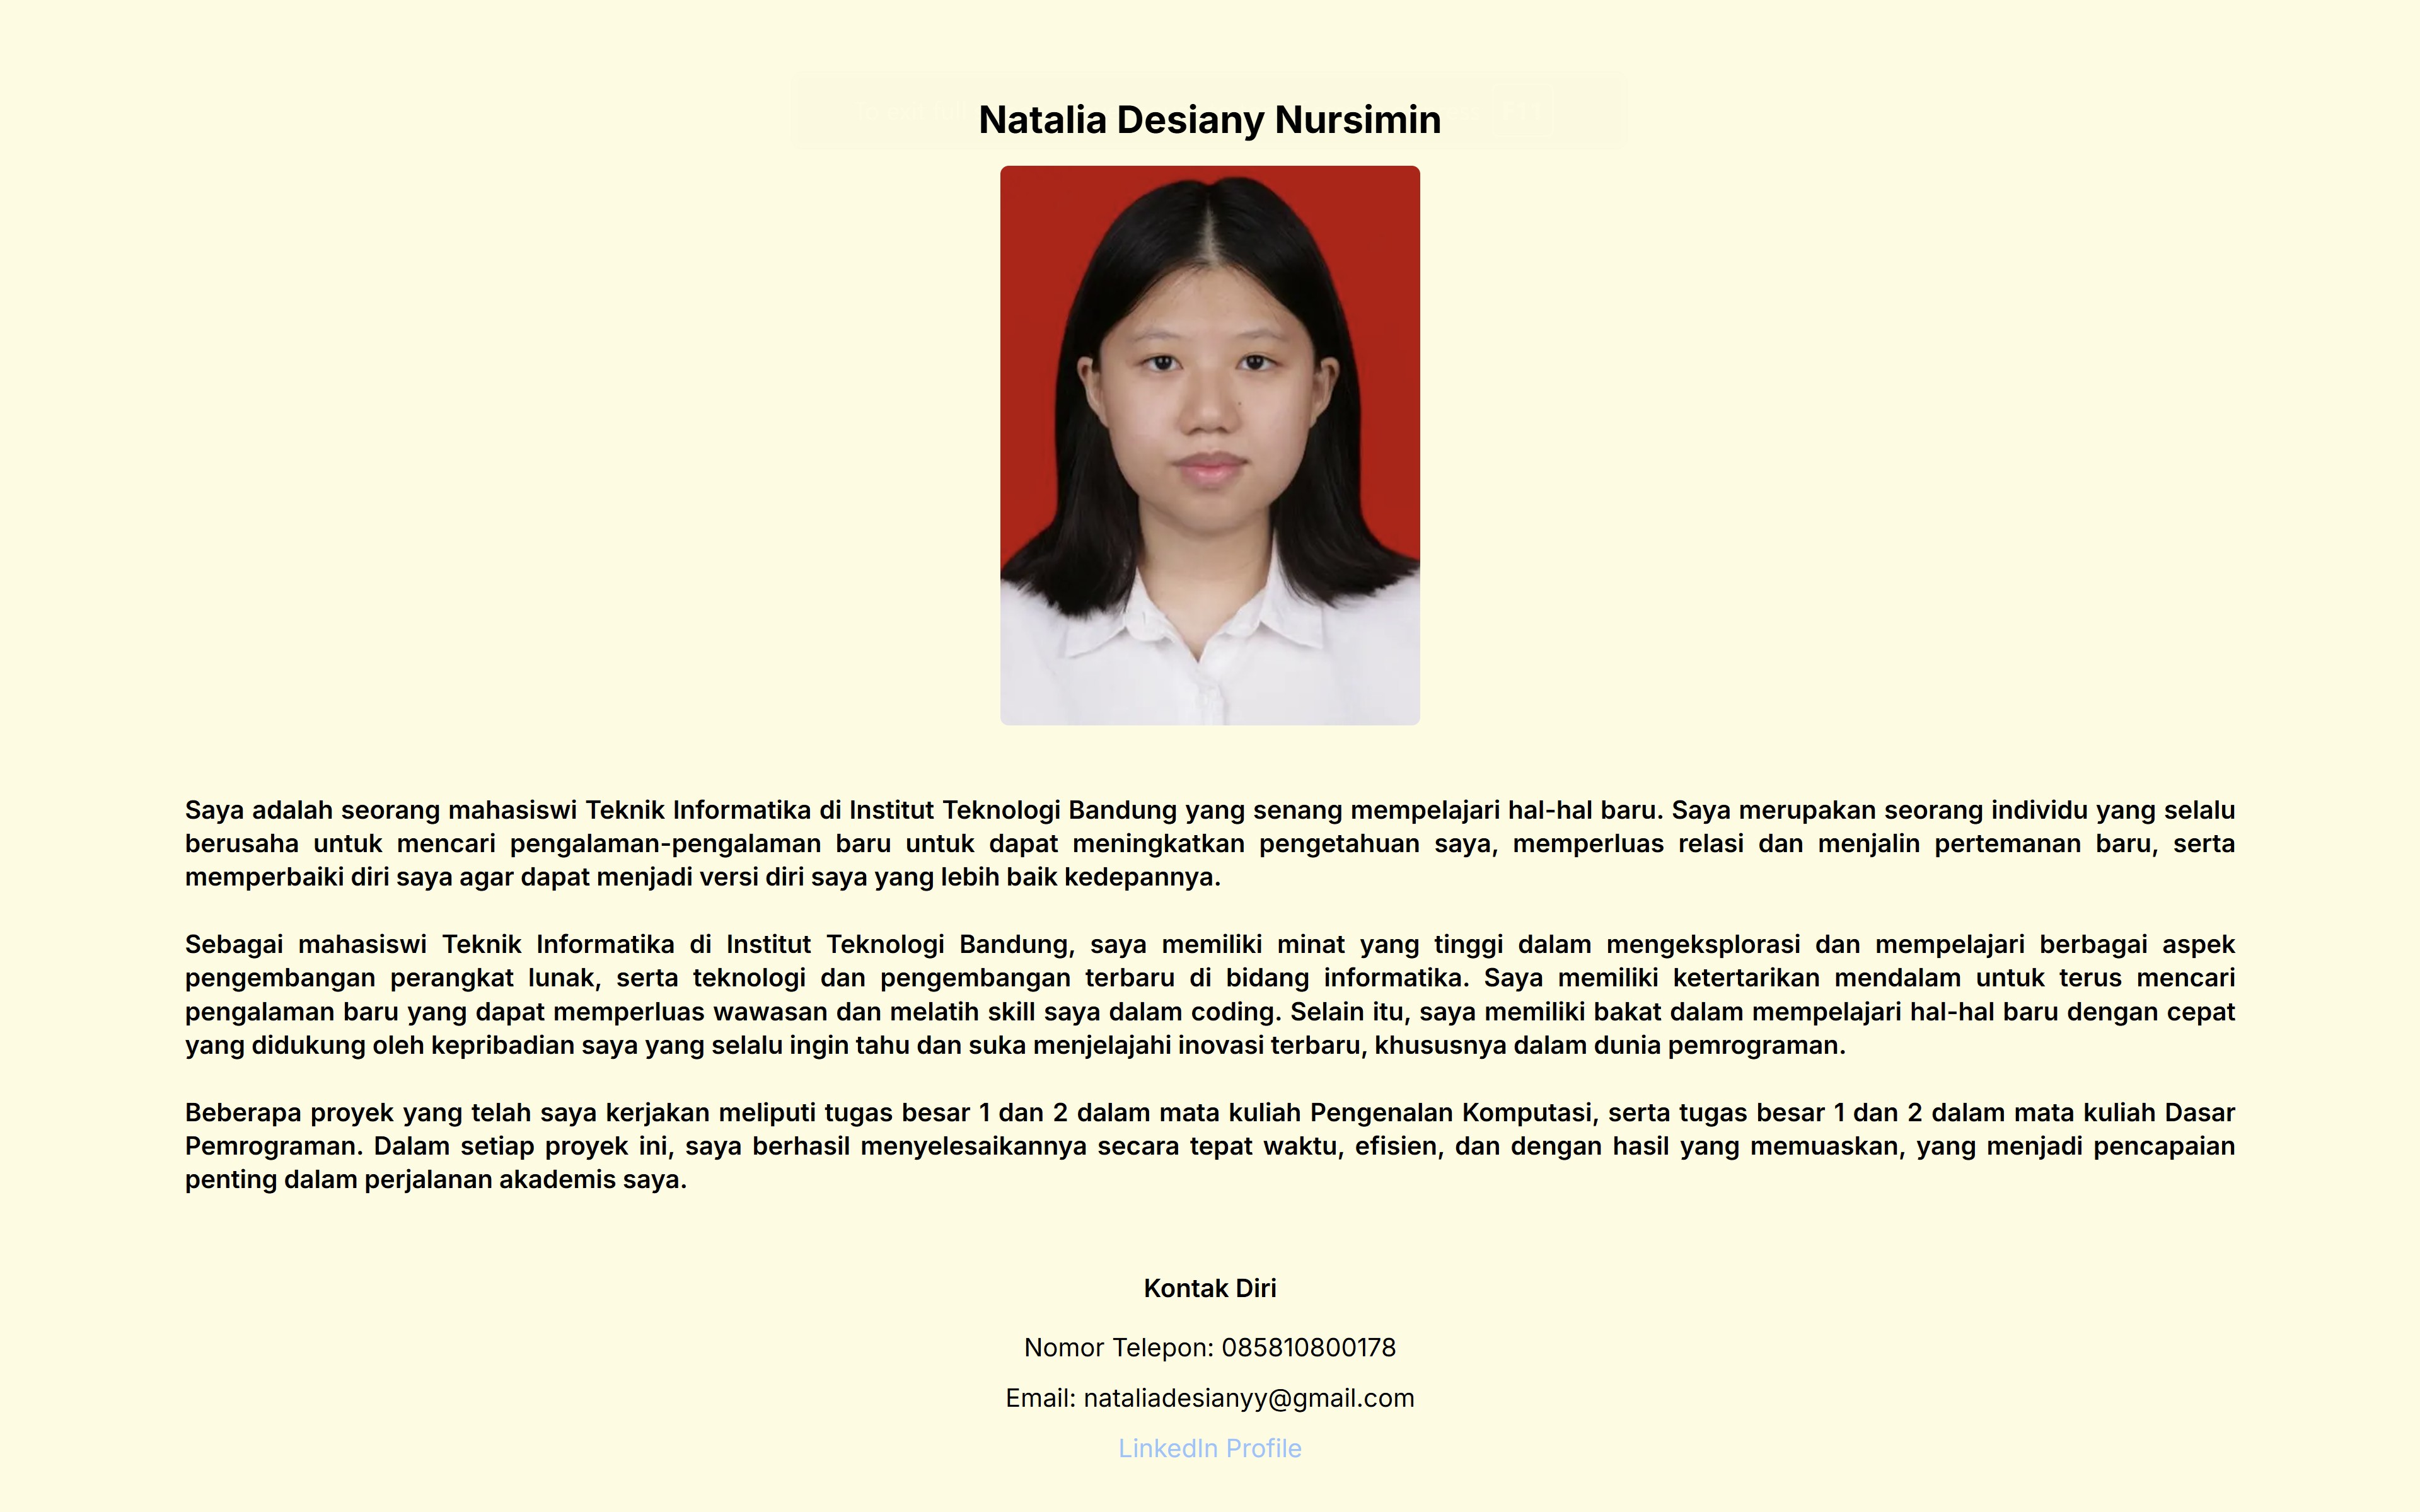 Natalia Desiany Nursimin
Saya adalah seorang mahasiswi Teknik Informatika di Institut Teknologi Bandung yang senang mempelajari hal-hal baru. Saya merupakan seorang individu yang selalu
berusaha untuk mencari pengalaman-pengalaman baru untuk dapat meningkatkan pengetahuan saya, memperluas relasi dan menjalin pertemanan baru, serta
memperbaiki diri saya agar dapat menjadi versi diri saya yang lebih baik kedepannya.
Sebagai mahasiswi Teknik Informatika di Institut Teknologi Bandung, saya memiliki minat yang tinggi dalam mengeksplorasi dan mempelajari berbagai aspek
pengembangan perangkat lunak, serta teknologi dan pengembangan terbaru di bidang informatika. Saya memiliki ketertarikan mendalam untuk terus mencari
pengalaman baru yang dapat memperluas wawasan dan melatih skill saya dalam coding. Selain itu, saya memiliki bakat dalam mempelajari hal-hal baru dengan cepat
yang didukung oleh kepribadian saya yang selalu ingin tahu dan suka menjelajahi inovasi terbaru, khususnya dalam dunia pemrograman.
Beberapa proyek yang telah saya kerjakan meliputi tugas besar 1 dan 2 dalam mata kuliah Pengenalan Komputasi, serta tugas besar 1 dan 2 dalam mata kuliah Dasar
Pemrograman. Dalam setiap proyek ini, saya berhasil menyelesaikannya secara tepat waktu, efisien, dan dengan hasil yang memuaskan, yang menjadi pencapaian
penting dalam perjalanan akademis saya.
Kontak Diri
Nomor Telepon: 085810800178
Email: nataliadesianyy@gmail.com
LinkedIn Profile